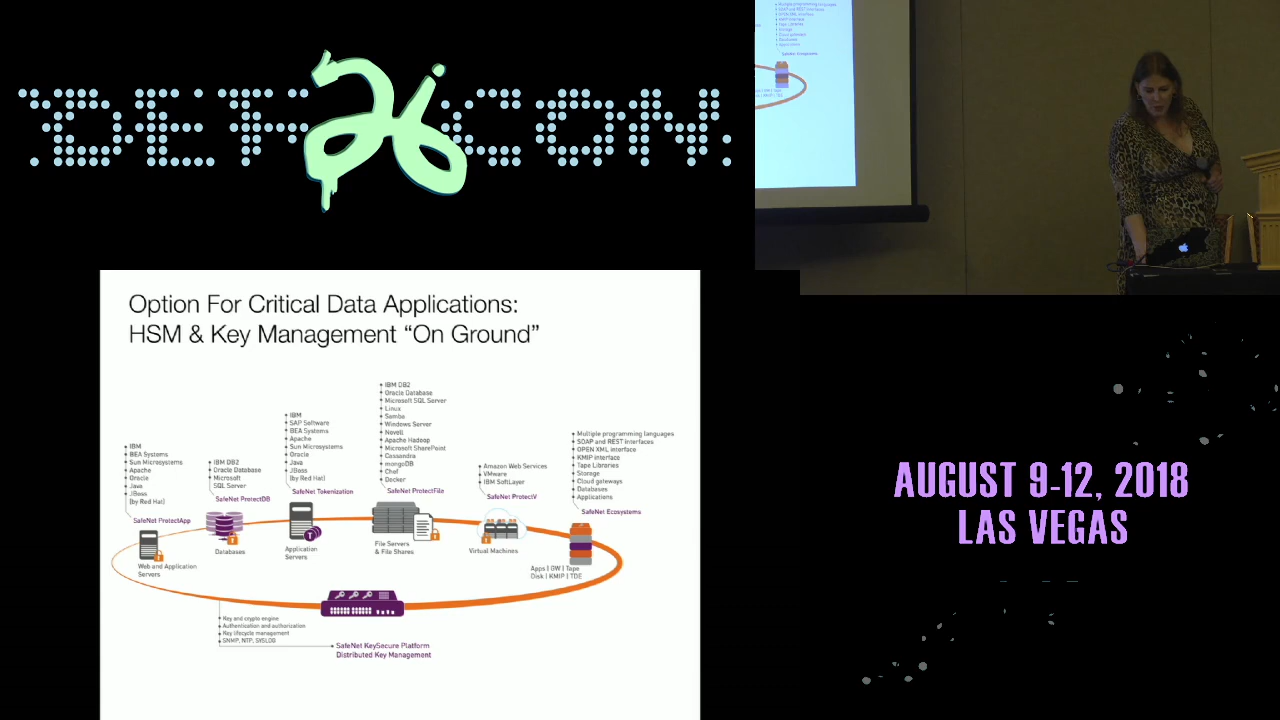 DEF CON
26
Option For Critical Data Applications:
HSM & Key Management “On Ground”
IBM
BEA Systems
Sun Microsystems
Apache
Oracle
Java
JBoss
(by Red Hat)
SafeNet ProtectApp
Web and Application
Servers
IBM DB2
Oracle Database
Microsoft
SQL Server
SafeNet ProtectDB
Databases
IBM
SAP Software
BEA Systems
Apache
Sun Microsystems
Oracle
Java
JBoss
(by Red Hat)
SafeNet Tokenization
T
Application
Servers
IBM DB2
Oracle Database
Microsoft SQL Server
Linux
Samba
Windows Server
Novell
Apache Hadoop
Microsoft SharePoint
Cassandra
mongoDB
Chef
Docker
SafeNet ProtectFile
File Servers
& File Shares
Amazon Web Services
VMware
IBM SoftLayer
SafeNet ProtectV
Virtual Machines
Multiple programming languages
SOAP and REST interfaces
OPEN XML interface
KMIP interface
Tape Libraries
Storage
Cloud gateways
Databases
Applications
SafeNet Ecosystems
Apps | GW | Tape
Disk | KMIP | TDE
Key and crypto engine
Authentication and authorization
Key lifecycle management
SNMP, NTP, SYSLOG
SafeNet KeySecure Platform
Distributed Key Management
AUGUST 9-12, 2018
LAS VEGAS